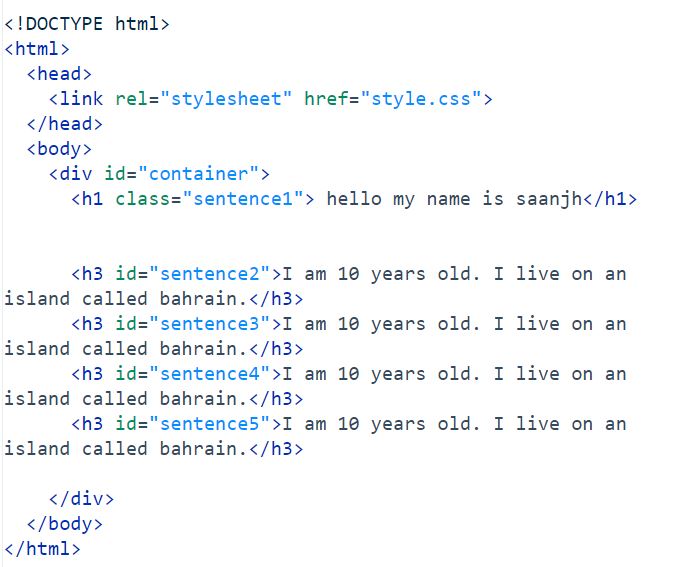 <!DOCTYPE html>
<html>
  <head>
    <link rel="stylesheet" href="style.css">
  </head>
  <body>
    <div id="container">
      <h1 class="sentence1"> hello my name is saanjh</h1>
      <h3 id="sentence2">I am 10 years old. I live on an
island called bahrain.</h3>
      <h3 id="sentence3">I am 10 years old. I live on an
island called bahrain.</h3>
      <h3 id="sentence4">I am 10 years old. I live on an
island called bahrain.</h3>
      <h3 id="sentence5">I am 10 years old. I live on an
island called bahrain.</h3>
    </div>
  </body>
</html>